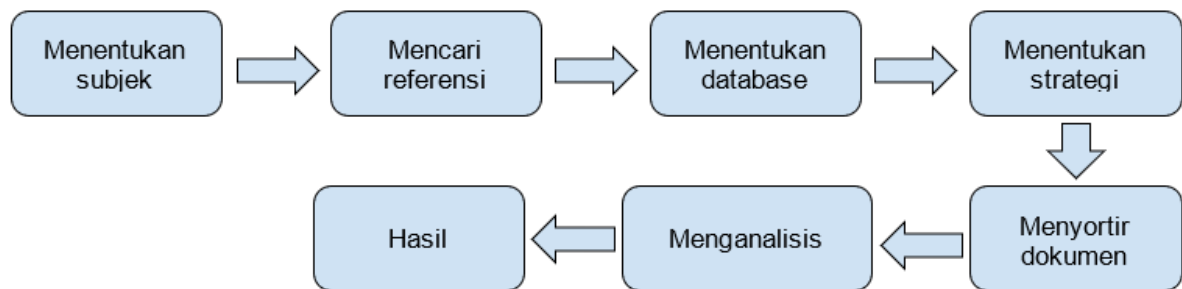 Menentukan
subjek
Mencari
referensi
Menentukan
database
Menentukan
strategi
Menyortir
dokumen
Menganalisis
Hasil